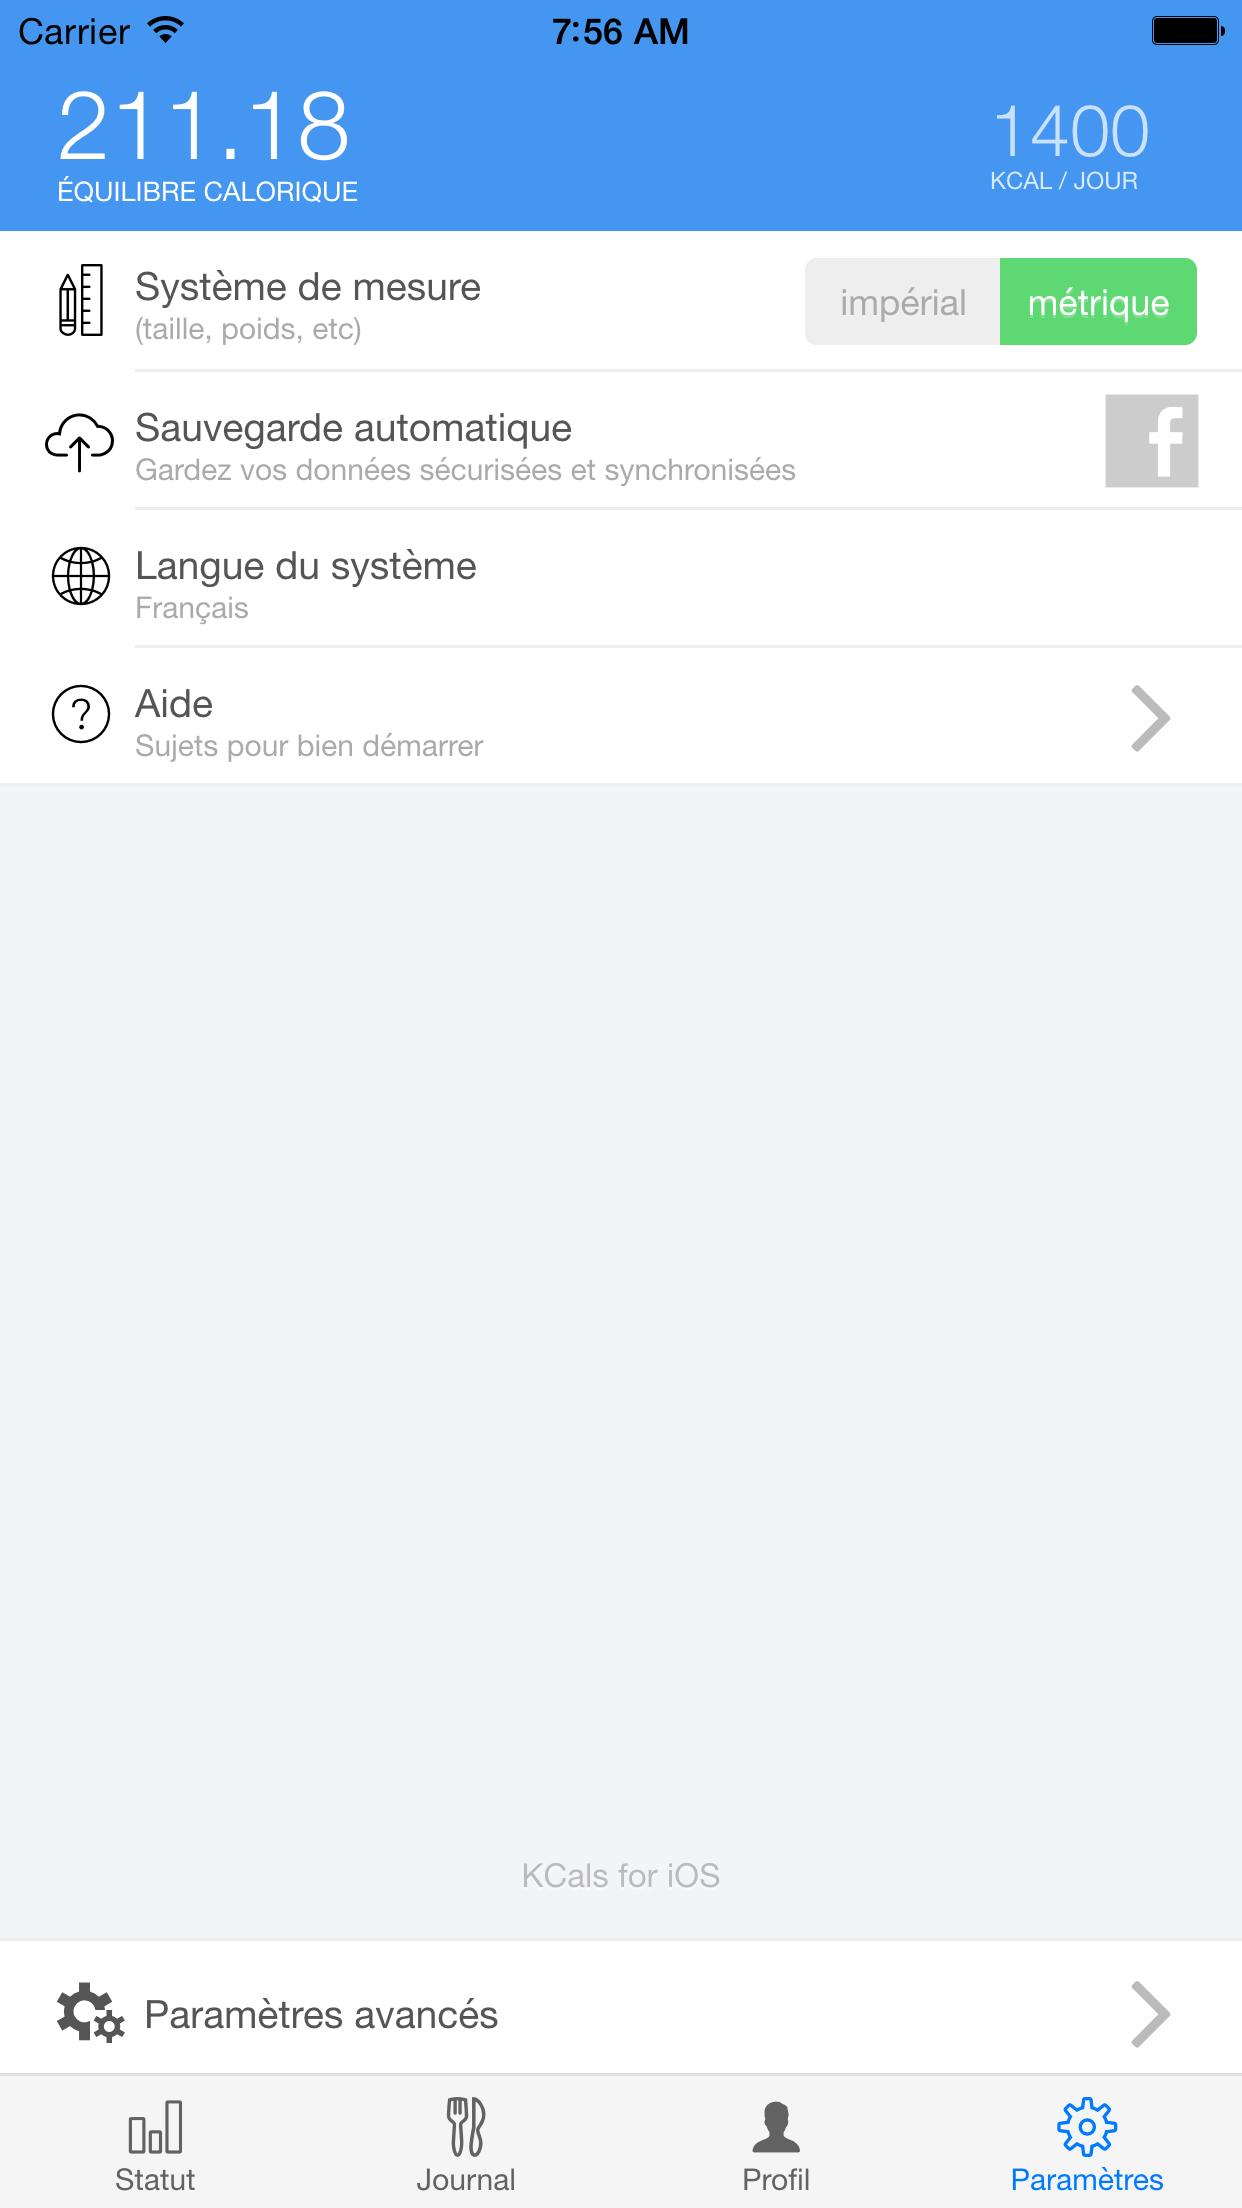 Carrier
7:56 AM
211.18
ÉQUILIBRE CALORIQUE
1400
KCAL / JOUR
Système de mesure
(taille, poids, etc)
impérial
métrique
Sauvegarde automatique
Gardez vos données sécurisées et synchronisées
f
Langue du système
Français
?
Aide
Sujets pour bien démarrer
KCals for iOS
Paramètres avancés
Statut
Journal
Profil
Paramètres